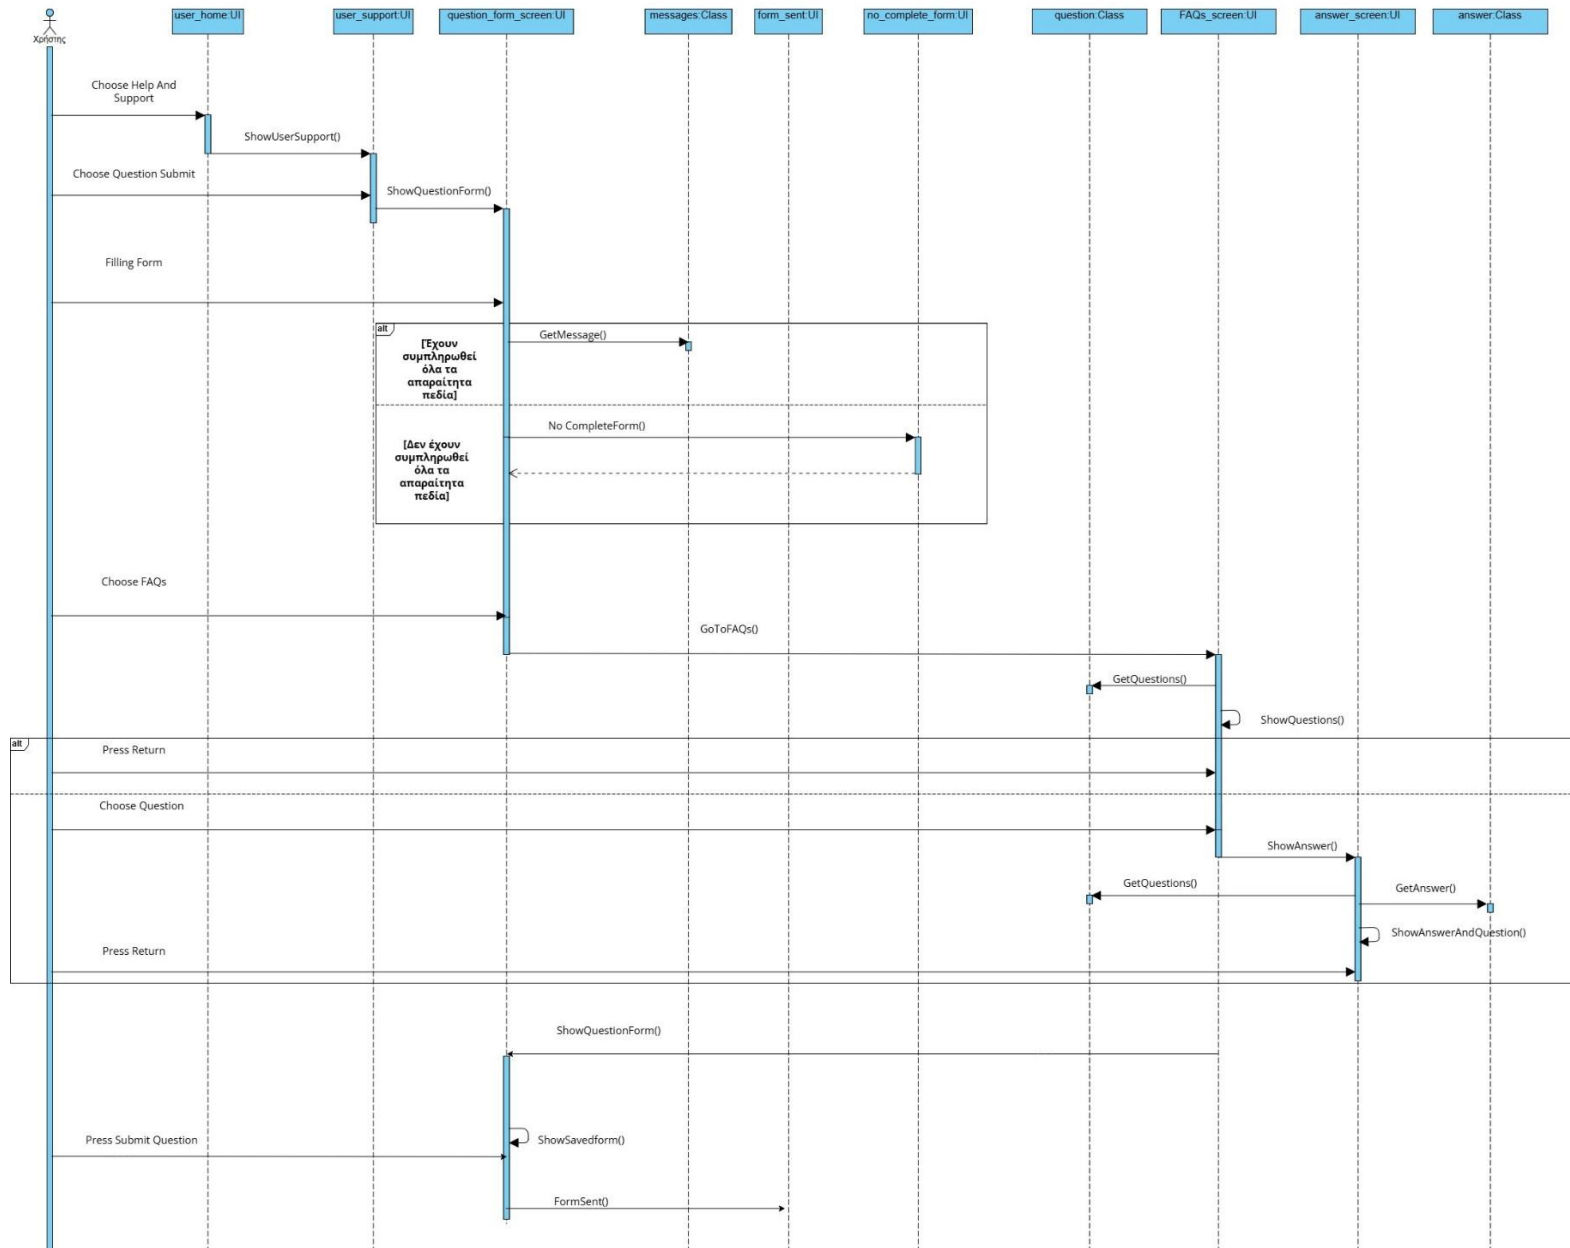 user_home:UI
user_support:UI
question_form_screen:UI
messages:Class
form_sent:UI
no_complete_form:UI
question:Class
FAQs_screen:UI
answer_screen:UI
answer:Class
Χρήστης
Choose Help And
Support
ShowUserSupport()
Choose Question Submit
ShowQuestionForm()
Filling Form
alt
GetMessage()
[Έχουν
συμπληρωθεί
όλα τα
απαραίτητα
πεδία]
No CompleteForm()
[Δεν έχουν
συμπληρωθεί
όλα τα
απαραίτητα
πεδία]
Choose FAQs
GoToFAQs()
GetQuestions()
ShowQuestions()
alt
Press Return
Choose Question
ShowAnswer()
GetQuestions()
GetAnswer()
ShowAnswerAndQuestion()
Press Return
ShowQuestionForm()
Press Submit Question
ShowSavedform()
FormSent()